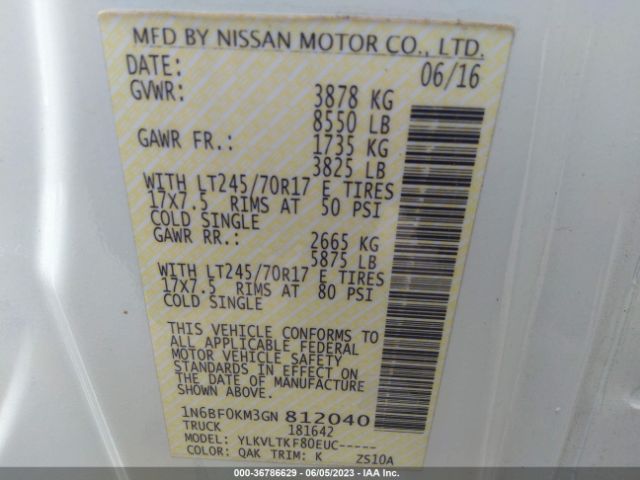 MFD BY NISSAN MOTOR CO., LTD.
DATE: 06/16
GVWR: 3878 KG
8550 LB
GAWR FR.: 1735 KG
3825 LB
WITH LT245/70R17 E TIRES
17X7.5 RIMS AT 50 PSI
COLD SINGLE
GAWR RR.: 2665 KG
5875 LB
WITH LT245/70R17 E TIRES
17X7.5 RIMS AT 80 PSI
COLD SINGLE
THIS VEHICLE CONFORMS TO
ALL APPLICABLE FEDERAL
MOTOR VEHICLE SAFETY
STANDARDS IN EFFECT ON
THE DATE OF MANUFACTURE
SHOWN ABOVE.
1N6BF0KM3GN 812040
TRUCK 181642
MODEL: YLKVLTKF80EUC-----
COLOR: QAK TRIM: K ZS10A
© COPART 36786629 - 06/05/2023 - IAAI.com